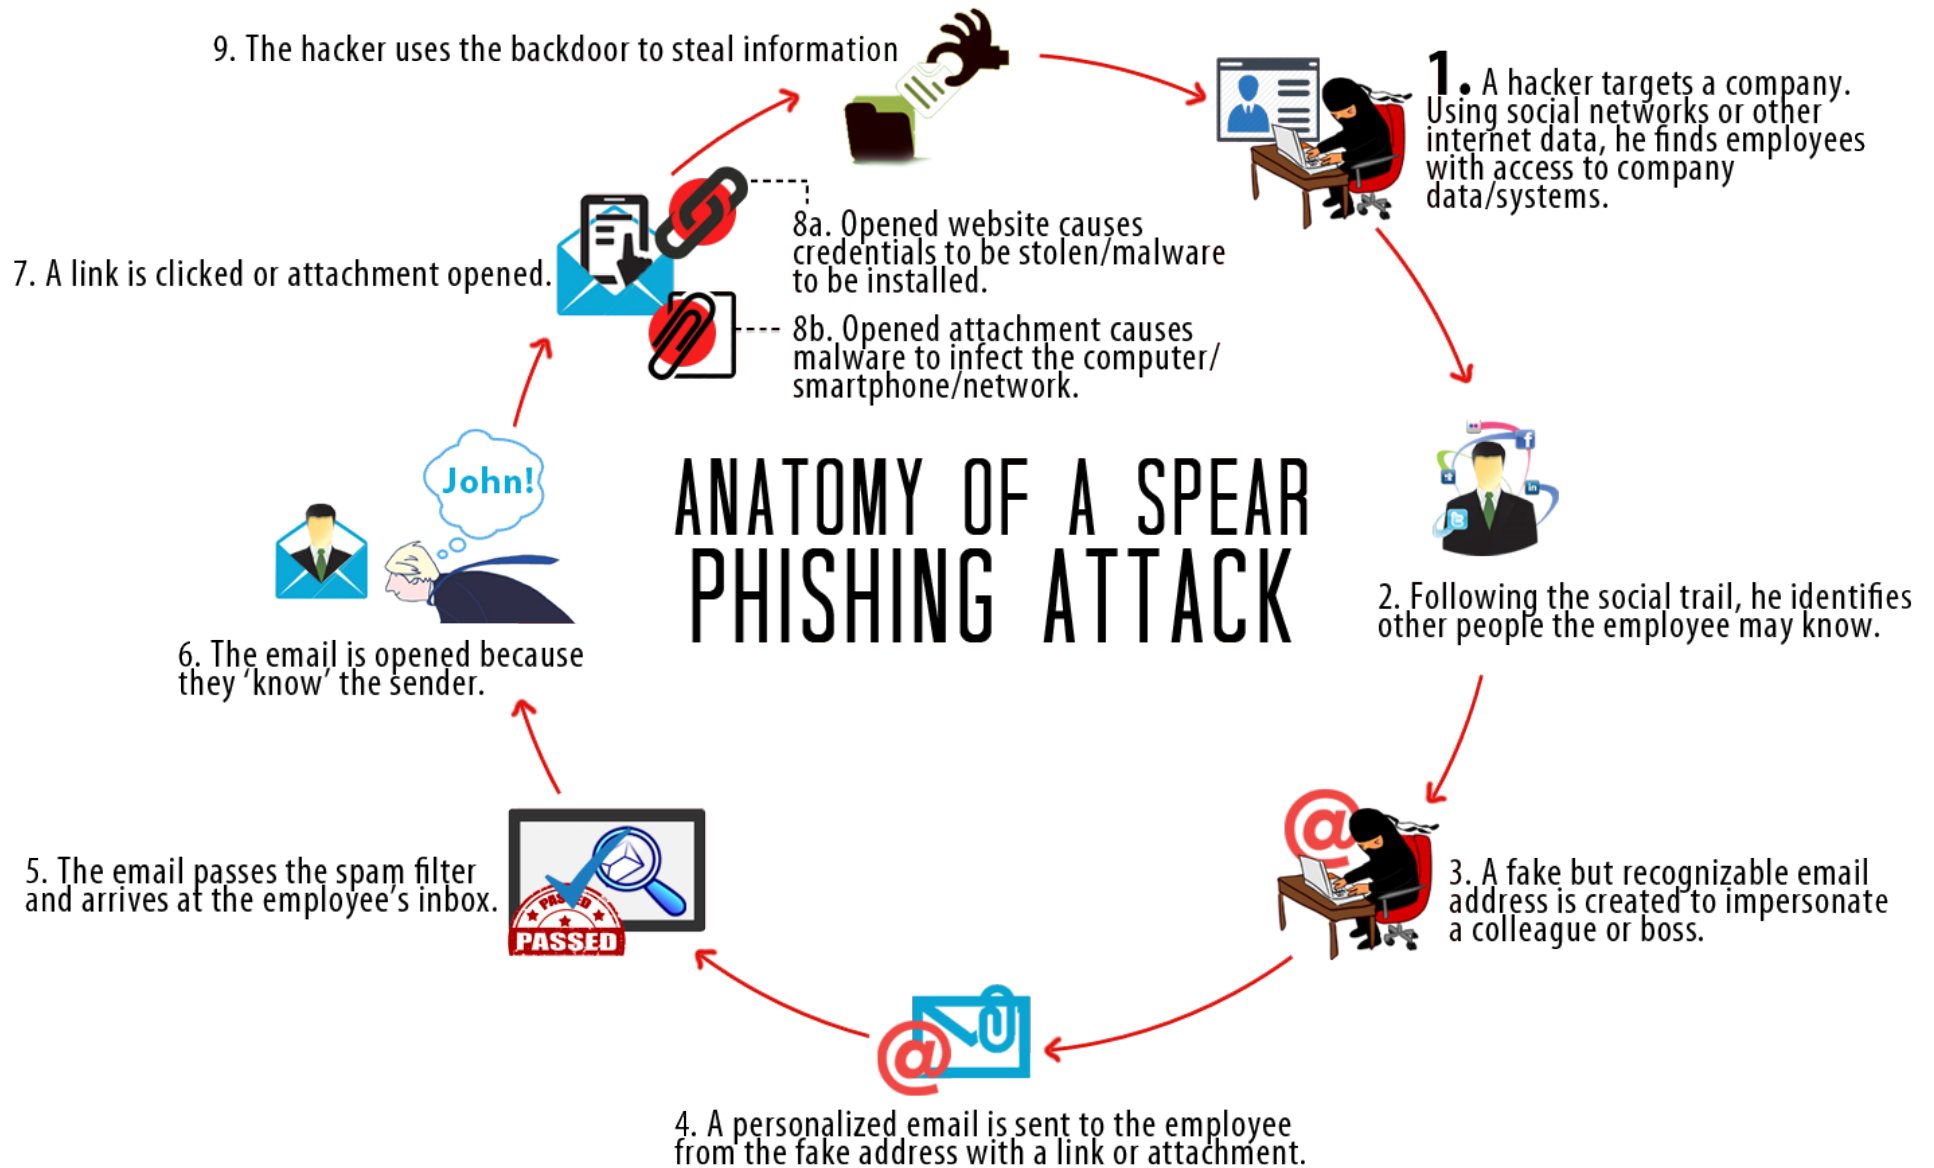 9. The hacker uses the backdoor to steal information
1. A hacker targets a company.
Using social networks or other
internet data, he finds employees
with access to company
data/systems.
2. Following the social trail, he identifies
other people the employee may know.
3. A fake but recognizable email
address is created to impersonate
a colleague or boss.
4. A personalized email is sent to the employee
from the fake address with a link or attachment.
5. The email passes the spam filter
and arrives at the employee's inbox.
PASSED
PASSED
6. The email is opened because
they ‘know’ the sender.
John!
7. A link is clicked or attachment opened.
8a. Opened website causes
credentials to be stolen/malware
to be installed.
8b. Opened attachment causes
malware to infect the computer/
smartphone/network.
ANATOMY OF A SPEAR
PHISHING ATTACK
@
@
f
in
t